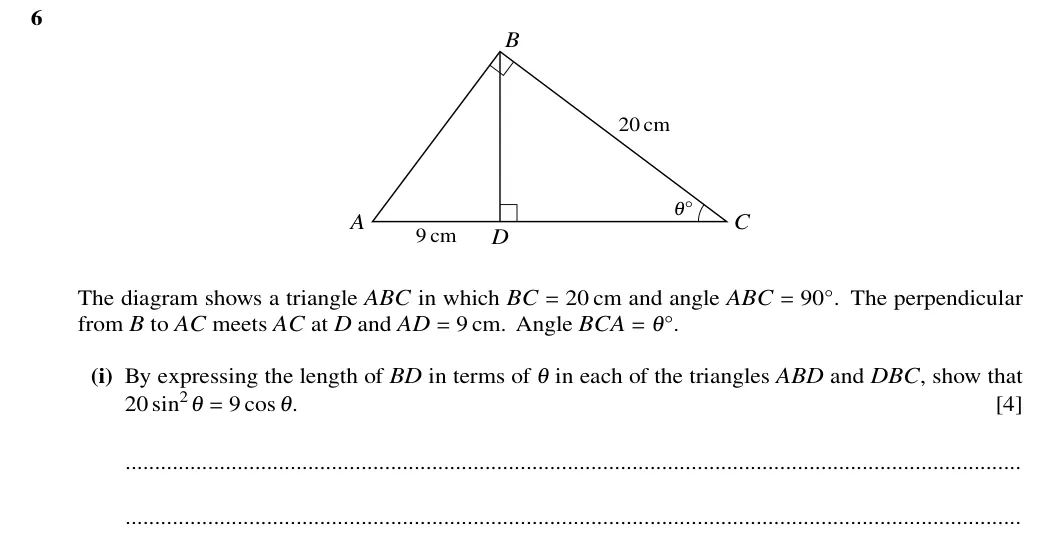 6
B
20 cm
θ°
A
C
9 cm
D
The diagram shows a triangle ABC in which BC = 20 cm and angle ABC = 90°. The perpendicular
from B to AC meets AC at D and AD = 9 cm. Angle BCA = θ°.
(i) By expressing the length of BD in terms of θ in each of the triangles ABD and DBC, show that
20 sin² θ = 9 cos θ. [4]